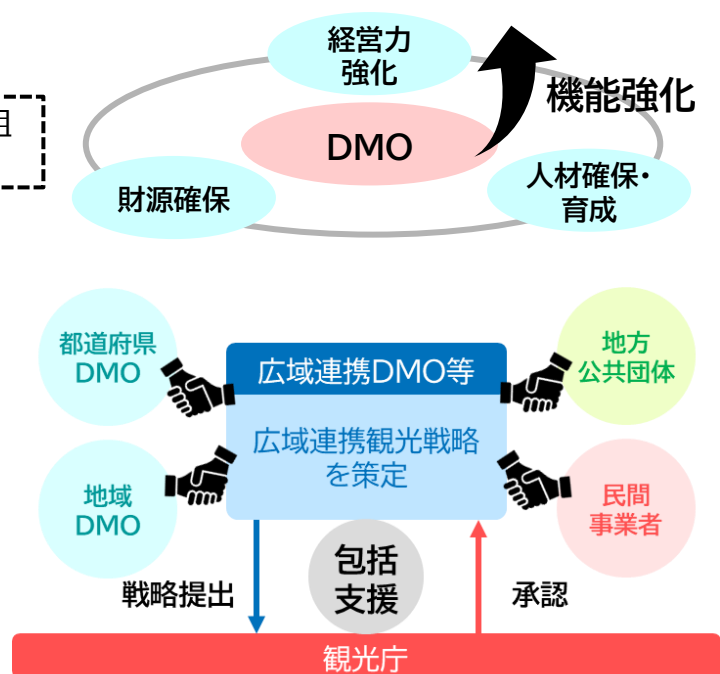 経営力
強化
機能強化
組
DMO
財源確保
人材確保・
育成
都道府県
DMO
広域連携DMO等
地方
公共団体
広域連携観光戦略
を策定
地域
DMO
民間
事業者
包括
支援
戦略提出
承認
観光庁